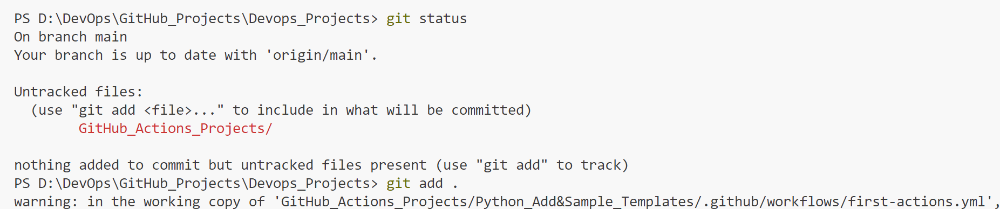 PS D:\DevOps\GitHub_Projects\Devops_Projects> git status
On branch main
Your branch is up to date with 'origin/main'.
Untracked files:
(use "git add <file>..." to include in what will be committed)
GitHub_Actions_Projects/
nothing added to commit but untracked files present (use "git add" to track)
PS D:\DevOps\GitHub_Projects\Devops_Projects> git add .
warning: in the working copy of 'GitHub_Actions_Projects/Python_Add&Sample_Templates/.github/workflows/first-actions.yml',